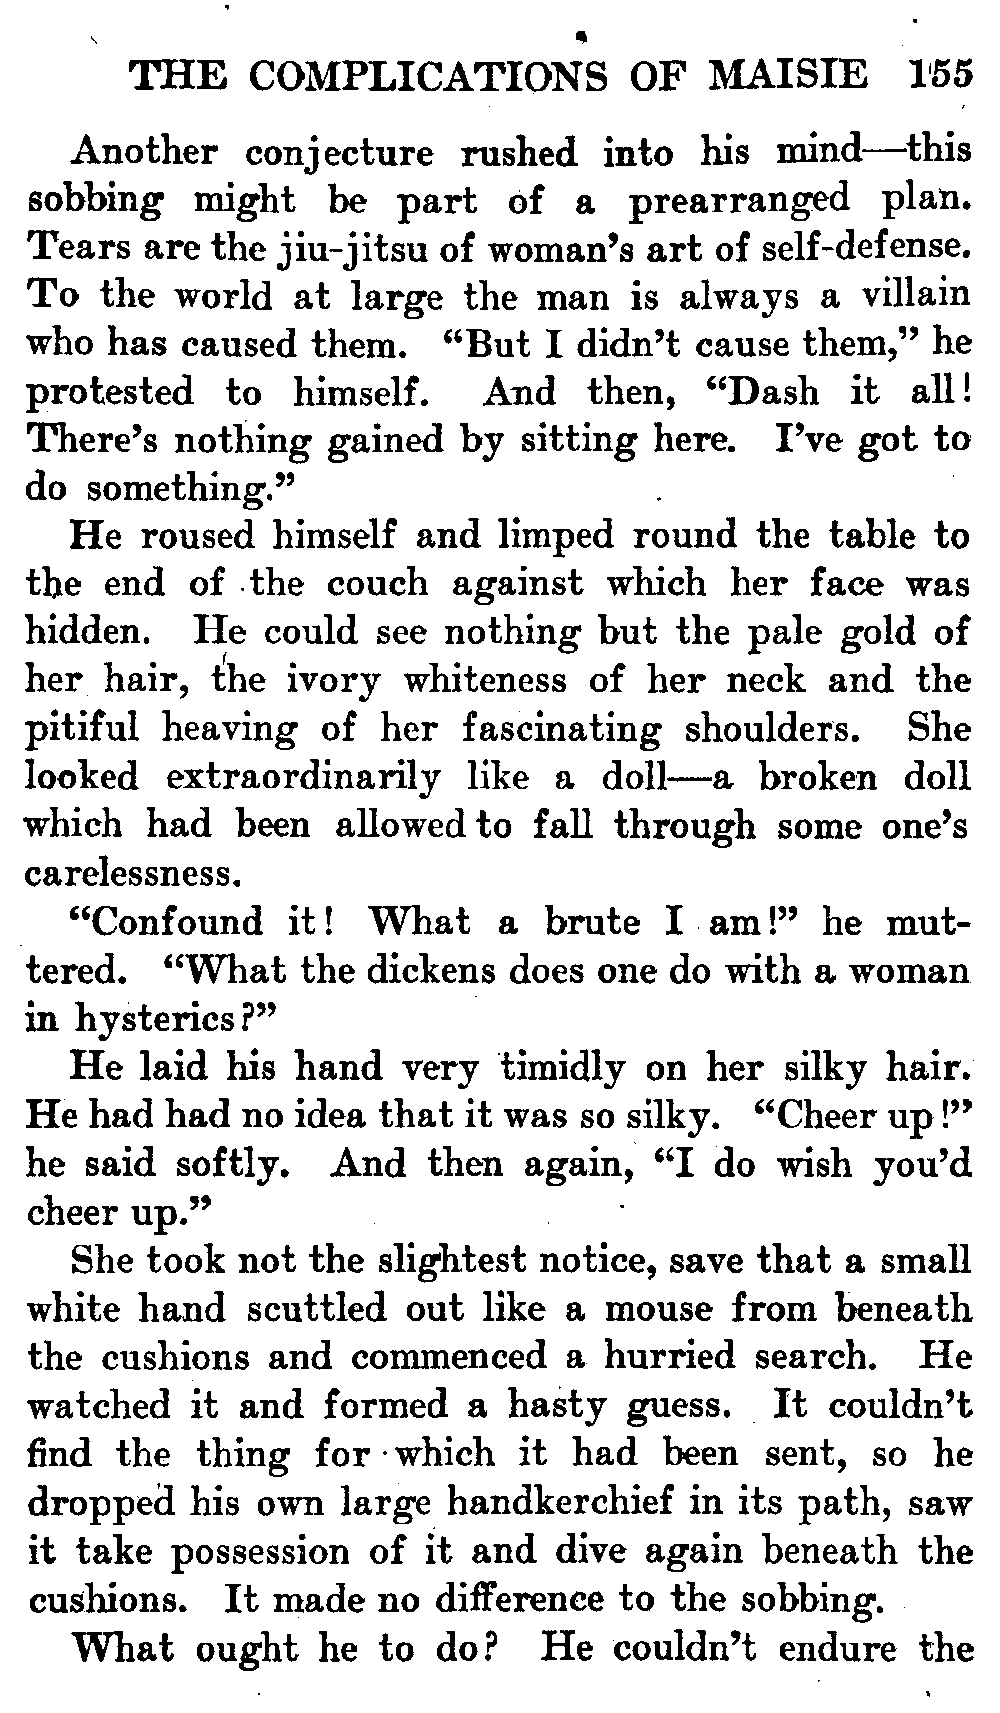 THE COMPLICATIONS OF MAISIE 155
Another conjecture rushed into his mind—this
sobbing might be part of a prearranged plan.
Tears are the jiu-jitsu of woman's art of self-defense.
To the world at large the man is always a villain
who has caused them. “But I didn't cause them,” he
protested to himself. And then, “Dash it all!
There's nothing gained by sitting here. I've got to
do something.”
He roused himself and limped round the table to
the end of the couch against which her face was
hidden. He could see nothing but the pale gold of
her hair, the ivory whiteness of her neck and the
pitiful heaving of her fascinating shoulders. She
looked extraordinarily like a doll—a broken doll
which had been allowed to fall through some one's
carelessness.
“Confound it! What a brute I am!” he mut-
tered. “What the dickens does one do with a woman
in hysterics?”
He laid his hand very timidly on her silky hair.
He had had no idea that it was so silky. “Cheer up!”
he said softly. And then again, “I do wish you'd
cheer up.”
She took not the slightest notice, save that a small
white hand scuttled out like a mouse from beneath
the cushions and commenced a hurried search. He
watched it and formed a hasty guess. It couldn't
find the thing for which it had been sent, so he
dropped his own large handkerchief in its path, saw
it take possession of it and dive again beneath the
cushions. It made no difference to the sobbing.
What ought he to do? He couldn't endure the